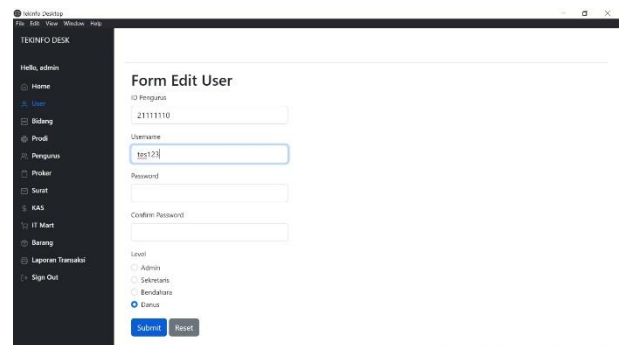 Tekinfo Desktop
File Edit View Window Help
TEKINFO DESK
Hello, admin
Home
User
Bidang
Prodi
Pengurus
Proker
Surat
KAS
IT Mart
Barang
Laporan Transaksi
Sign Out
Form Edit User
ID Pengurus
21111110
Username
tes123
Password
Confirm Password
Level
Admin
Sekretaris
Bendahara
Danus
Submit Reset